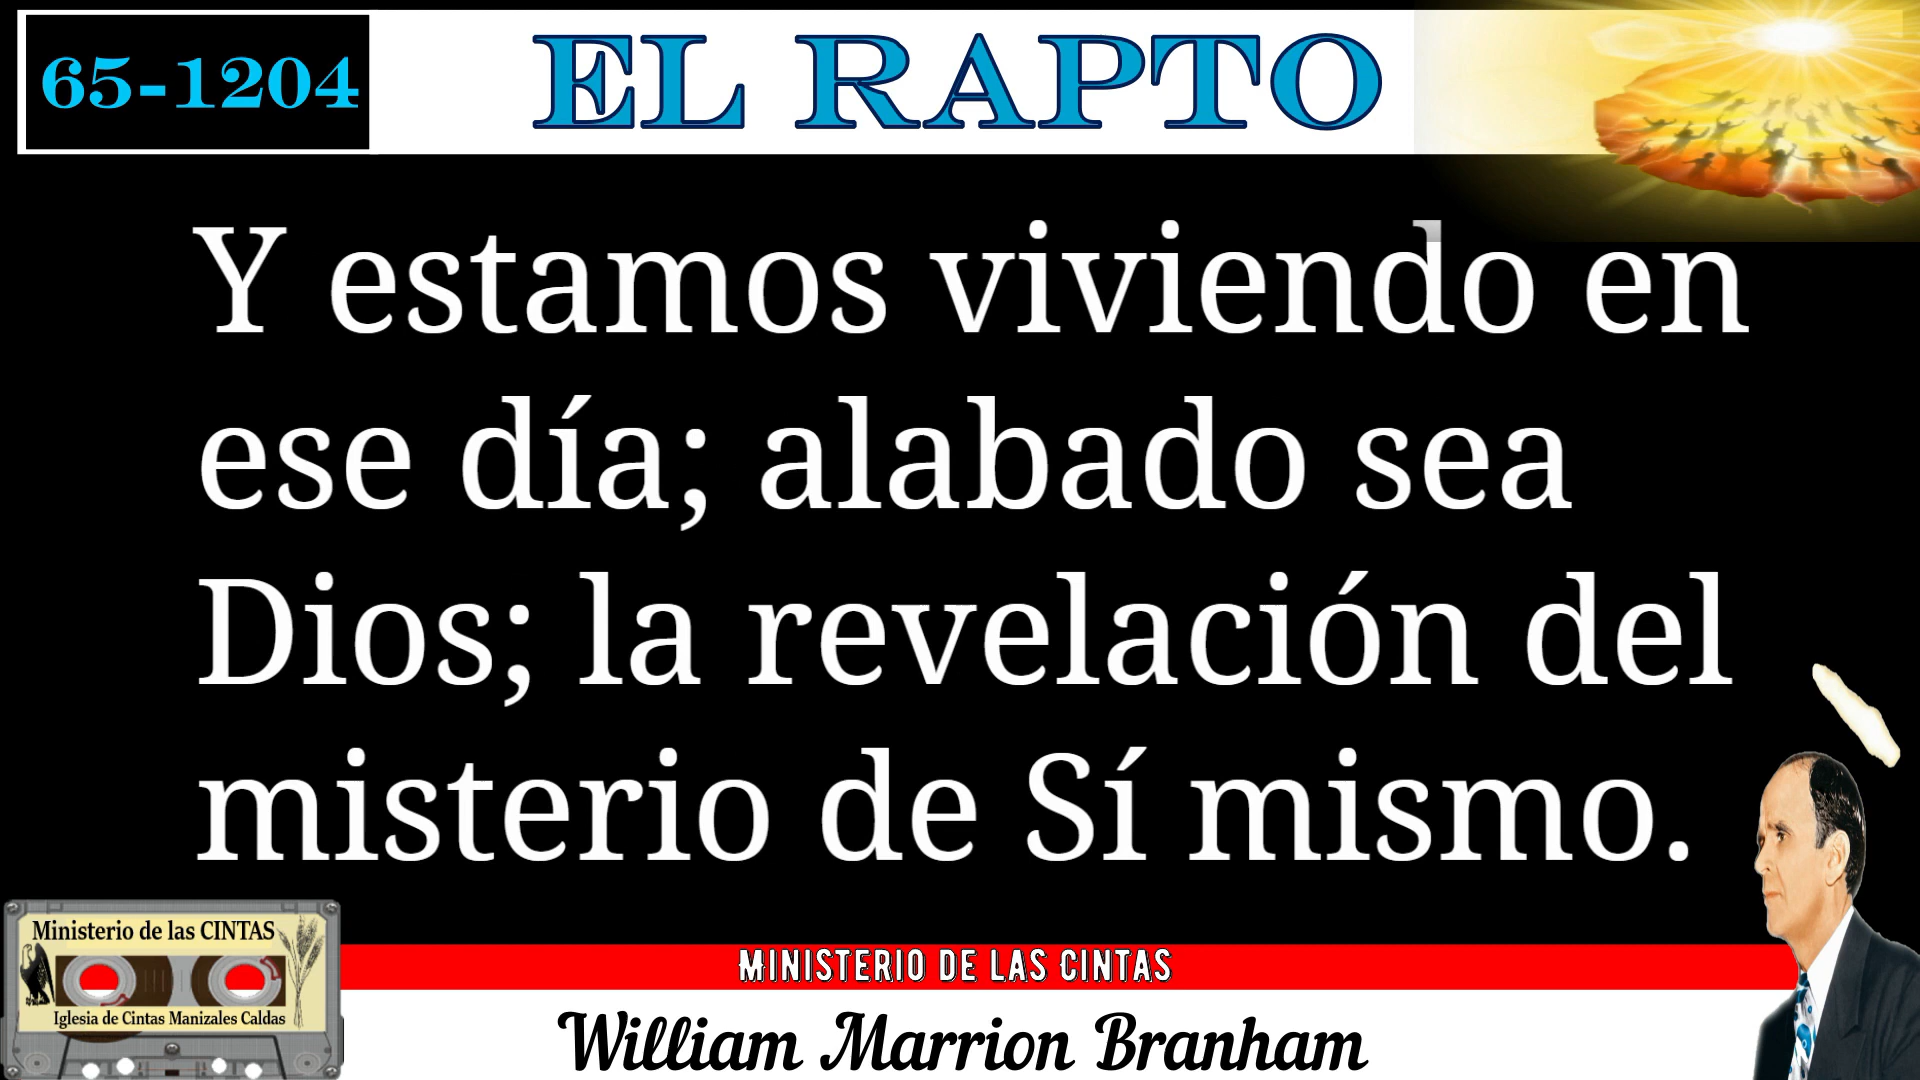 65-1204
EL RAPTO
Y estamos viviendo en
ese día; alabado sea
Dios; la revelación del
misterio de Sí mismo.
Ministerio de las CINTAS
Iglesia de Cintas Manizales Caldas
MINISTERIO DE LAS CINTAS
William Marrion Branham